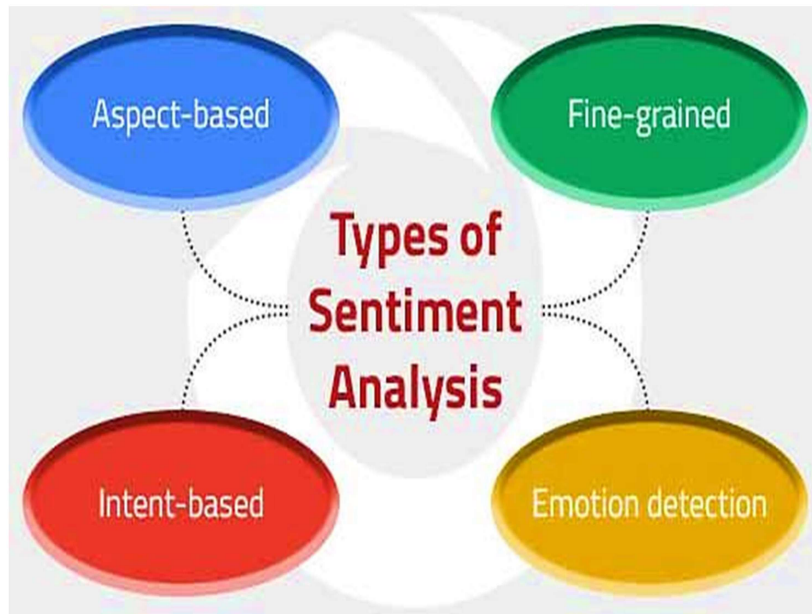 Aspect-based
Fine-grained
Types of
Sentiment
Analysis
Intent-based
Emotion detection